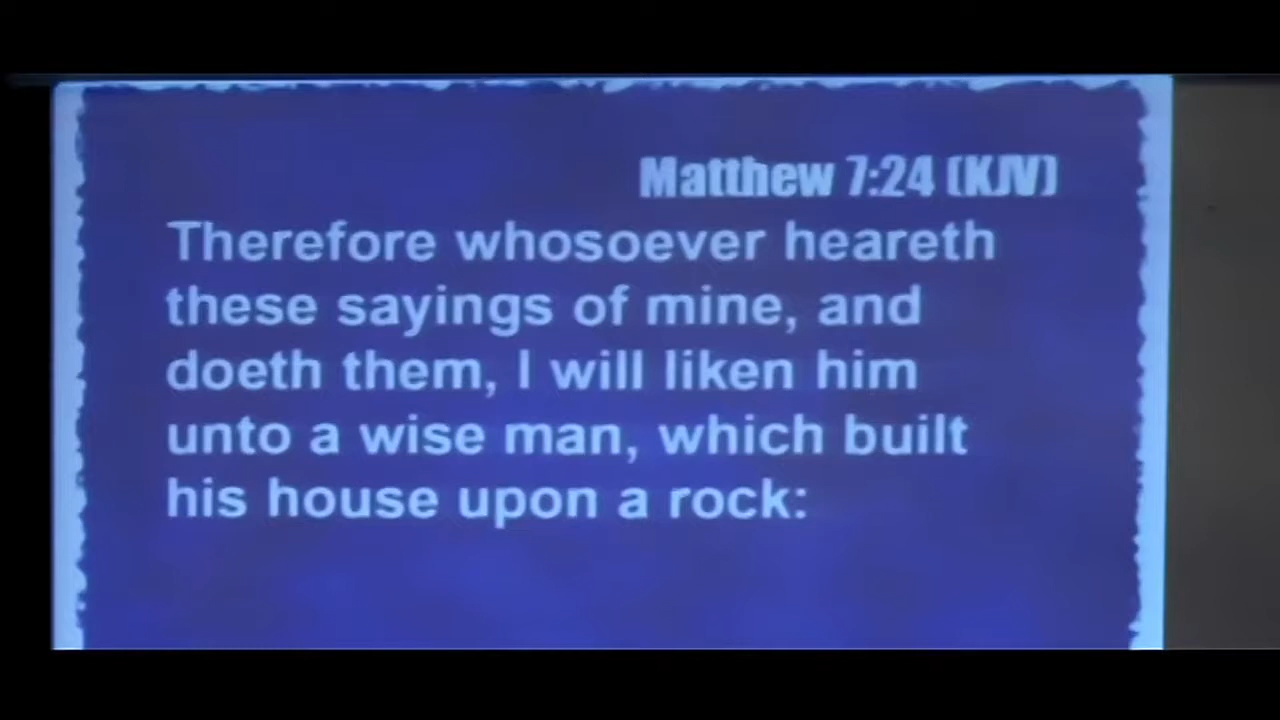 Matthew 7:24 (KJV)
Therefore whosoever heareth
these sayings of mine, and
doeth them, I will liken him
unto a wise man, which built
his house upon a rock: